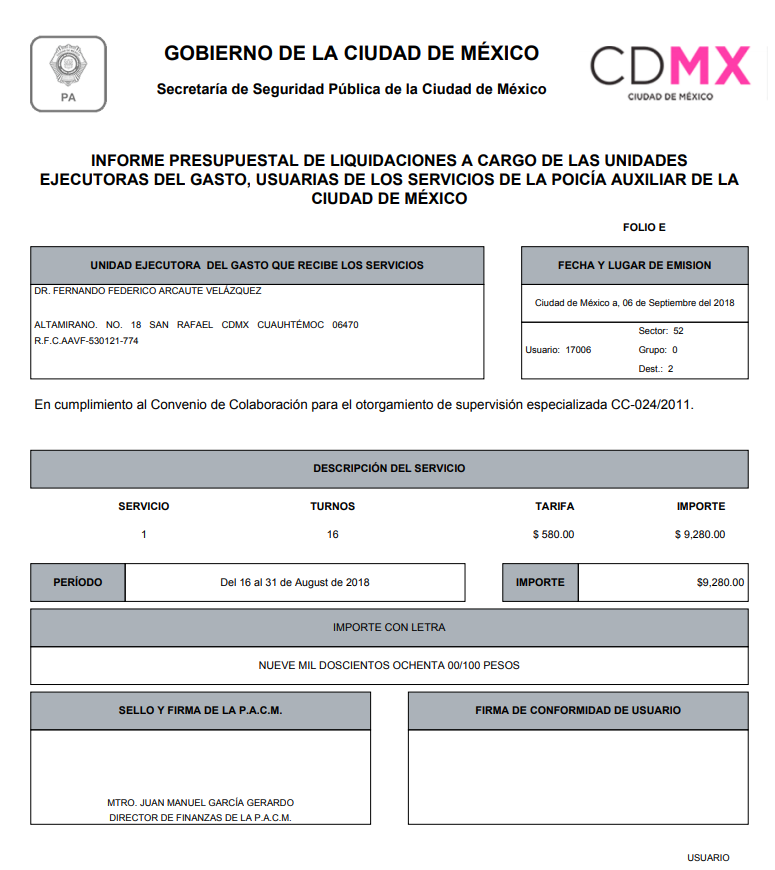 PA
GOBIERNO DE LA CIUDAD DE MÉXICO
Secretaría de Seguridad Pública de la Ciudad de México
CDMX
CIUDAD DE MÉXICO
INFORME PRESUPUESTAL DE LIQUIDACIONES A CARGO DE LAS UNIDADES
EJECUTORAS DEL GASTO, USUARIAS DE LOS SERVICIOS DE LA POICÍA AUXILIAR DE LA
CIUDAD DE MÉXICO
FOLIO E
UNIDAD EJECUTORA DEL GASTO QUE RECIBE LOS SERVICIOS
DR. FERNANDO FEDERICO ARCAUTE VELÁZQUEZ
ALTAMIRANO. NO. 18 SAN RAFAEL CDMX CUAUHTÉMOC 06470
R.F.C.AAVF-530121-774
FECHA Y LUGAR DE EMISION
Ciudad de México a, 06 de Septiembre del 2018
Sector: 52
Usuario: 17006 Grupo: 0
Dest.: 2
En cumplimiento al Convenio de Colaboración para el otorgamiento de supervisión especializada CC-024/2011.
DESCRIPCIÓN DEL SERVICIO
SERVICIO TURNOS TARIFA IMPORTE
1 16 $ 580.00 $ 9,280.00
PERÍODO Del 16 al 31 de August de 2018 IMPORTE $9,280.00
IMPORTE CON LETRA
NUEVE MIL DOSCIENTOS OCHENTA 00/100 PESOS
SELLO Y FIRMA DE LA P.A.C.M.
MTRO. JUAN MANUEL GARCÍA GERARDO
DIRECTOR DE FINANZAS DE LA P.A.C.M.
FIRMA DE CONFORMIDAD DE USUARIO
USUARIO